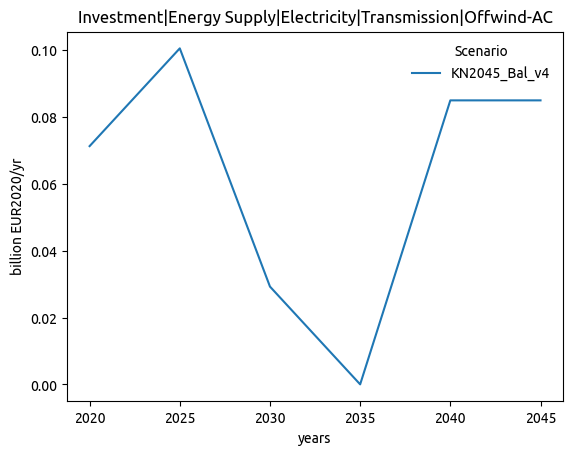 Investment|Energy Supply|Electricity|Transmission|Offwind-AC
Scenario
KN2045_Bal_v4
billion EUR2020/yr
0.10
0.08
0.06
0.04
0.02
0.00
2020 2025 2030 2035 2040 2045
years